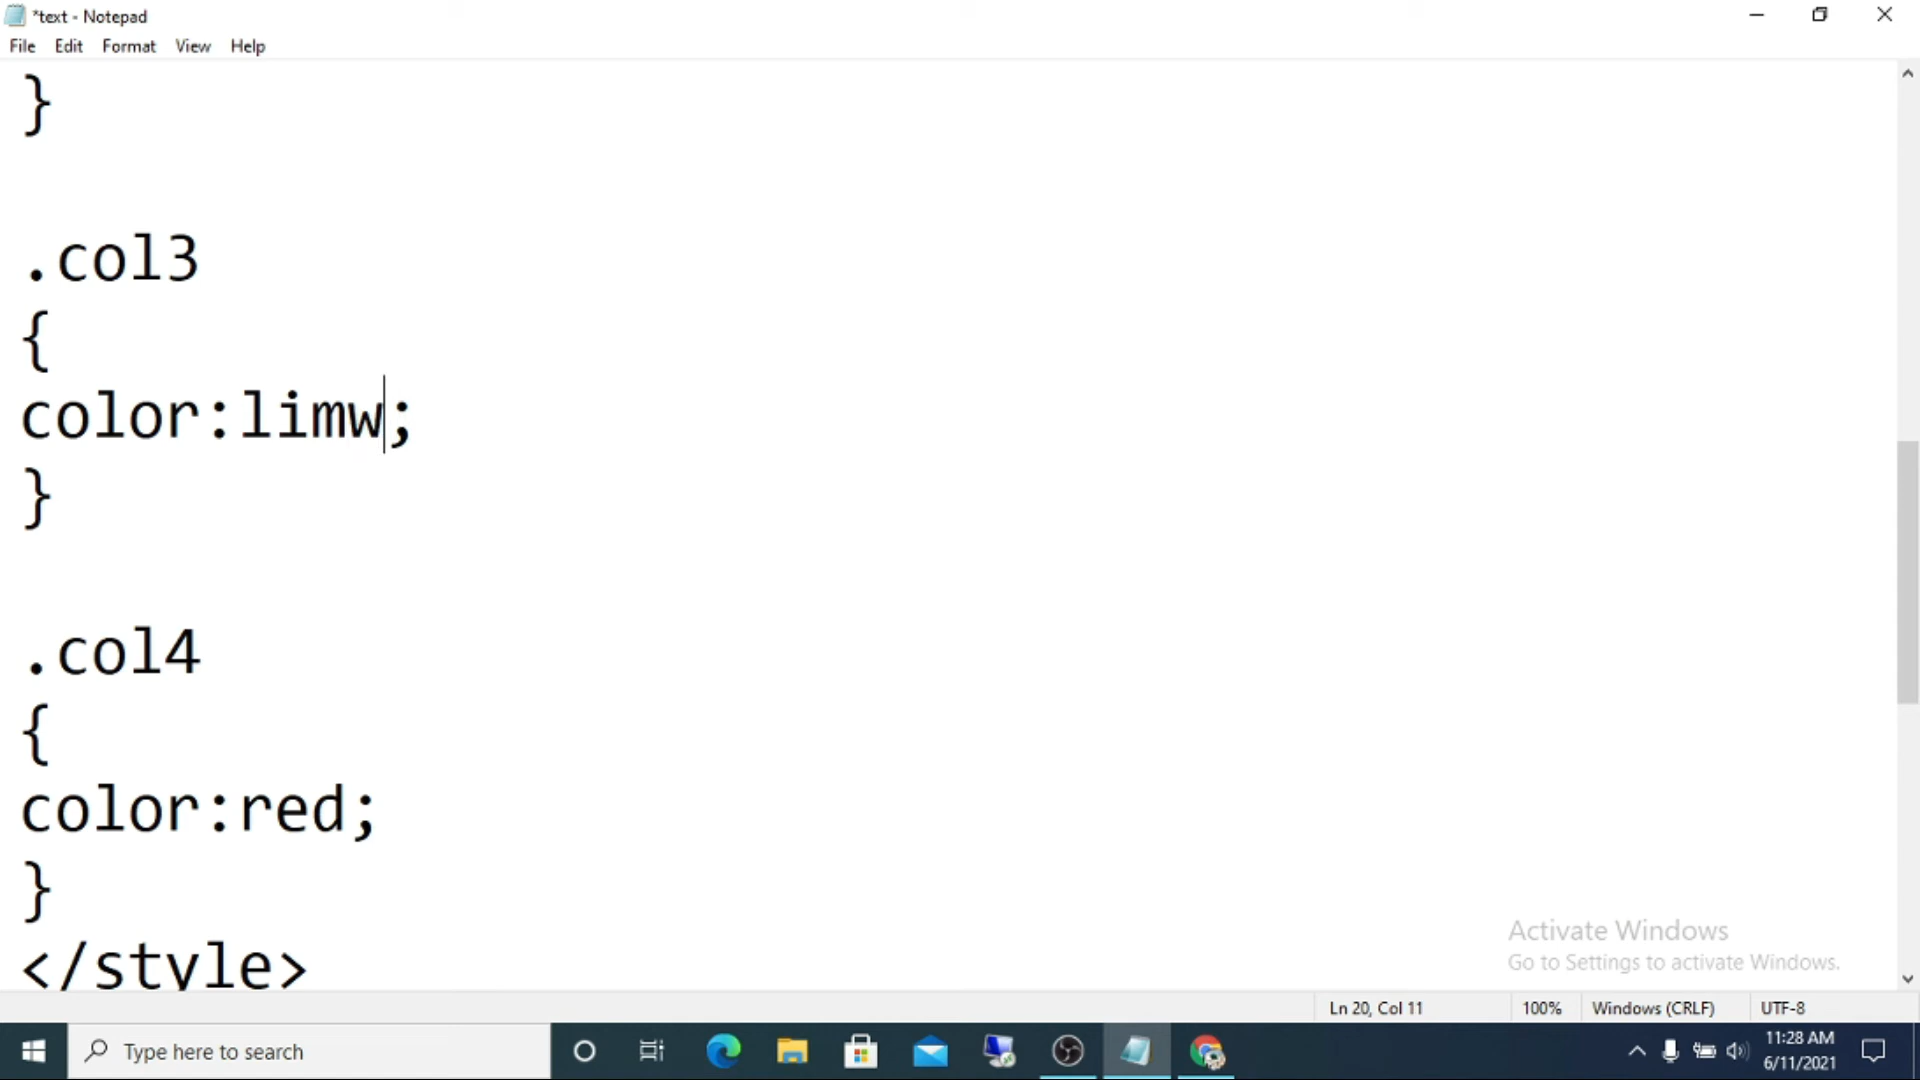 *text - Notepad
File Edit Format View Help
}
.col3
{
color:limw;
}
.col4
{
color:red;
}
</style>
Activate Windows
Go to Settings to activate Windows.
Ln 20, Col 11 100% Windows (CRLF) UTF-8
Type here to search
11:28 AM
6/11/2021